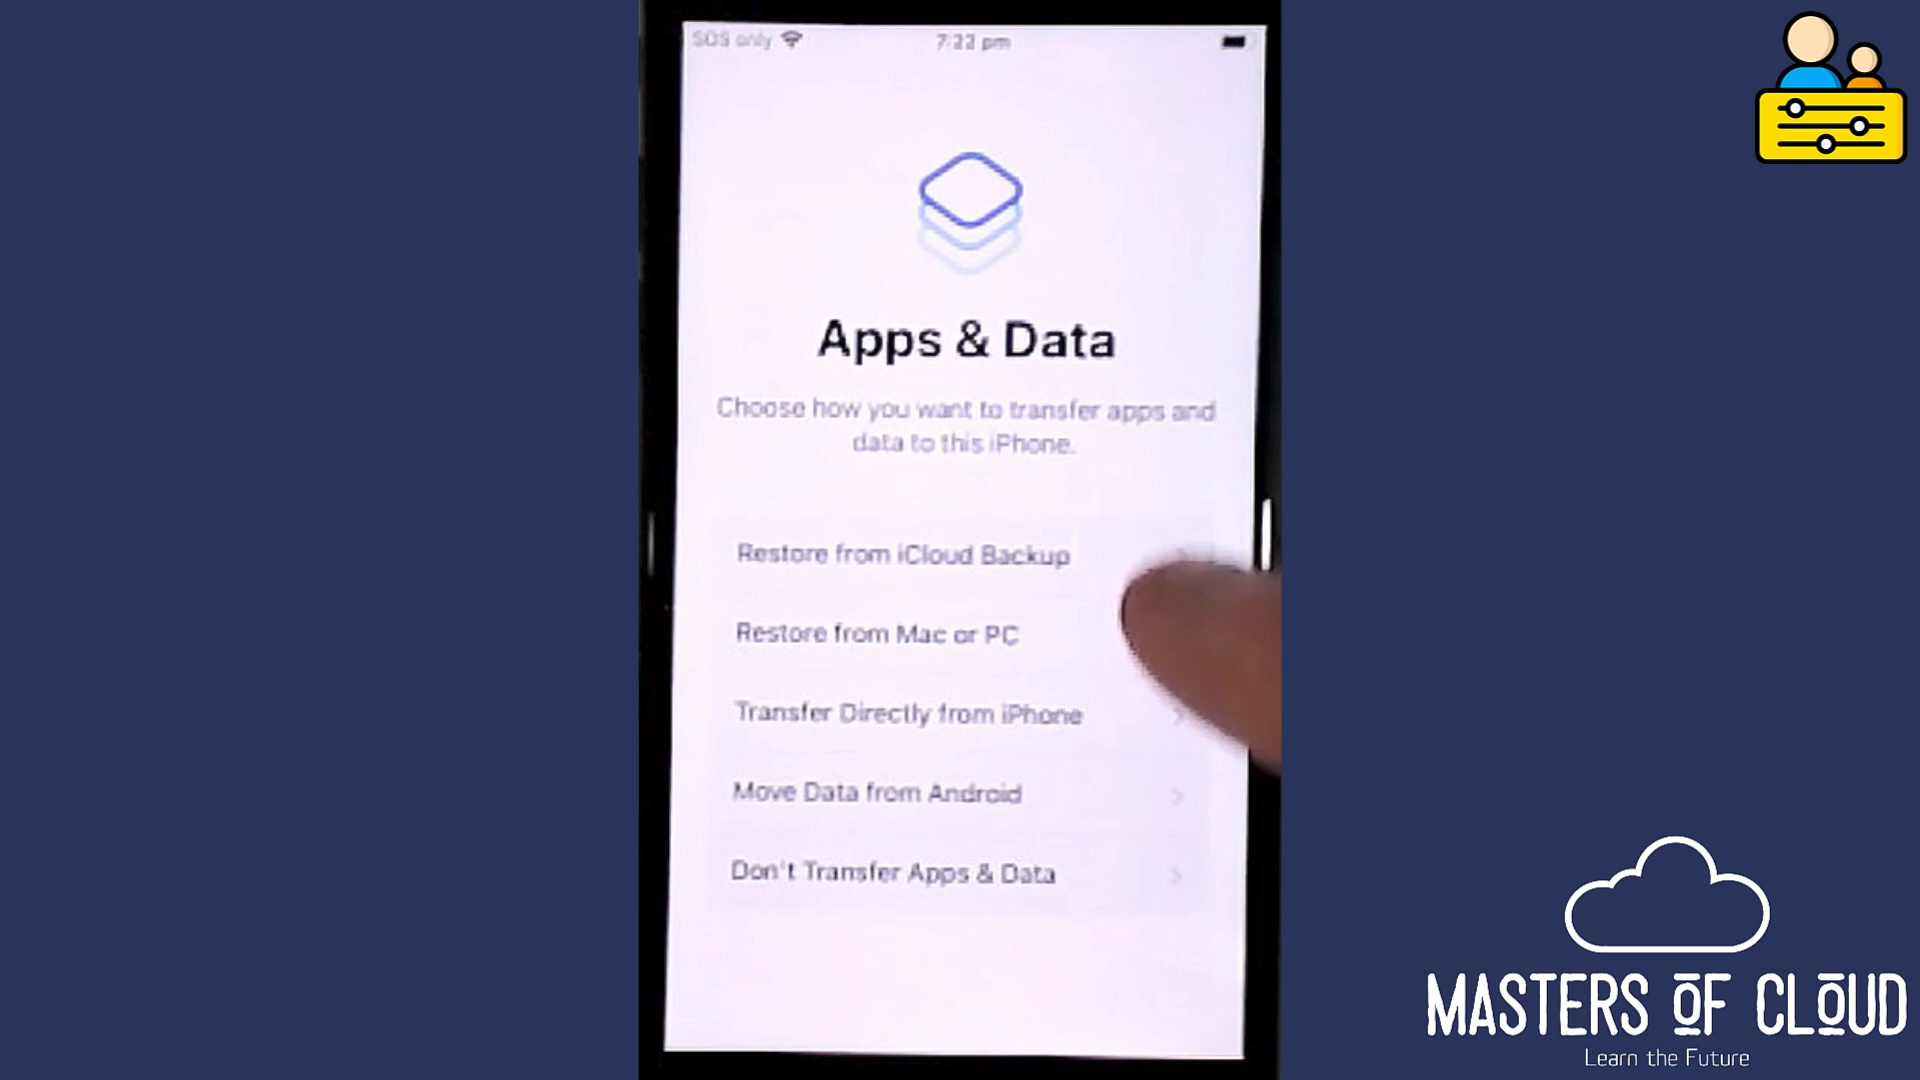 SOS only
7:22 pm
Apps & Data
Choose how you want to transfer apps and
data to this iPhone.
Restore from iCloud Backup
Restore from Mac or PC
Transfer Directly from iPhone
Move Data from Android
Don't Transfer Apps & Data
MASTERS OF CLOUD
Learn the Future